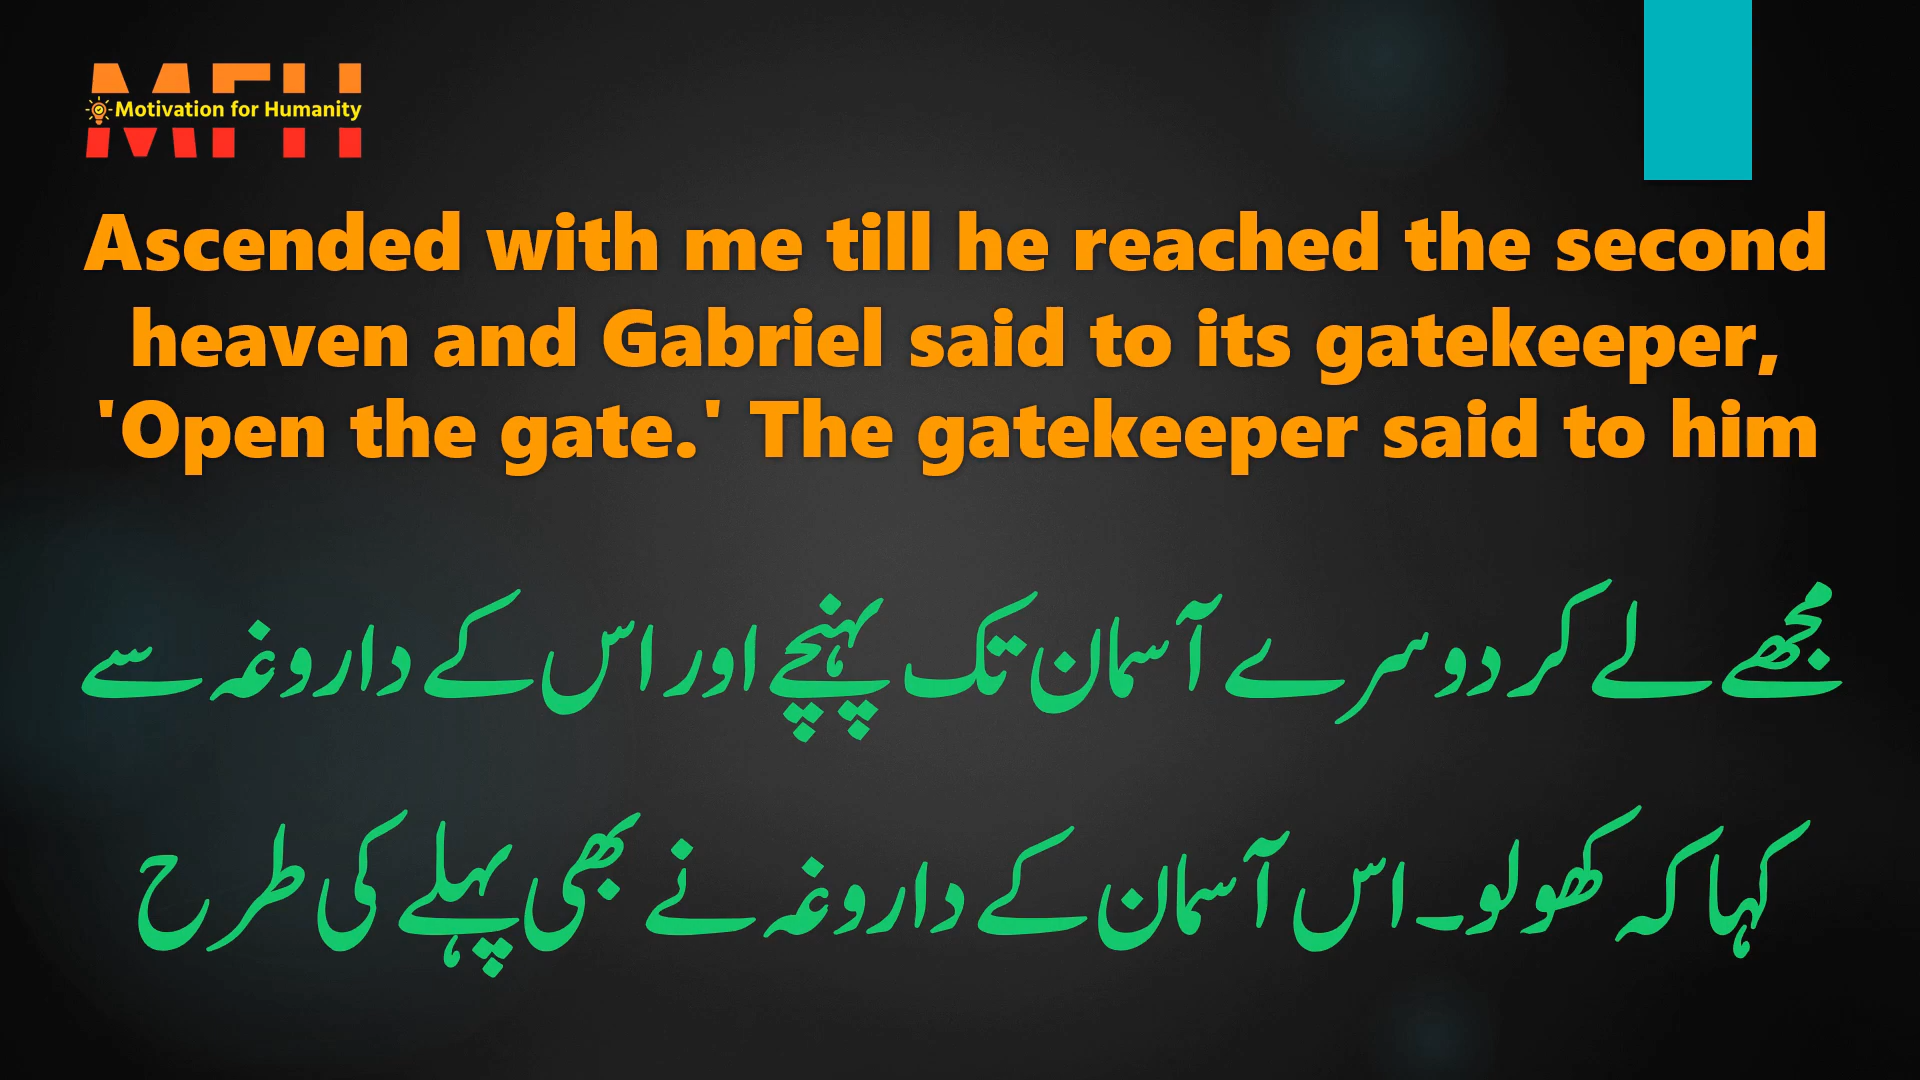 MFH
Motivation for Humanity
Ascended with me till he reached the second
heaven and Gabriel said to its gatekeeper,
'Open the gate.' The gatekeeper said to him
مجھے لے کر دوسرے آسمان تک پہنچے اور اس کے داروغہ سے
کہا کہ کھولو۔ اس آسمان کے داروغہ نے بھی پہلے کی طرح